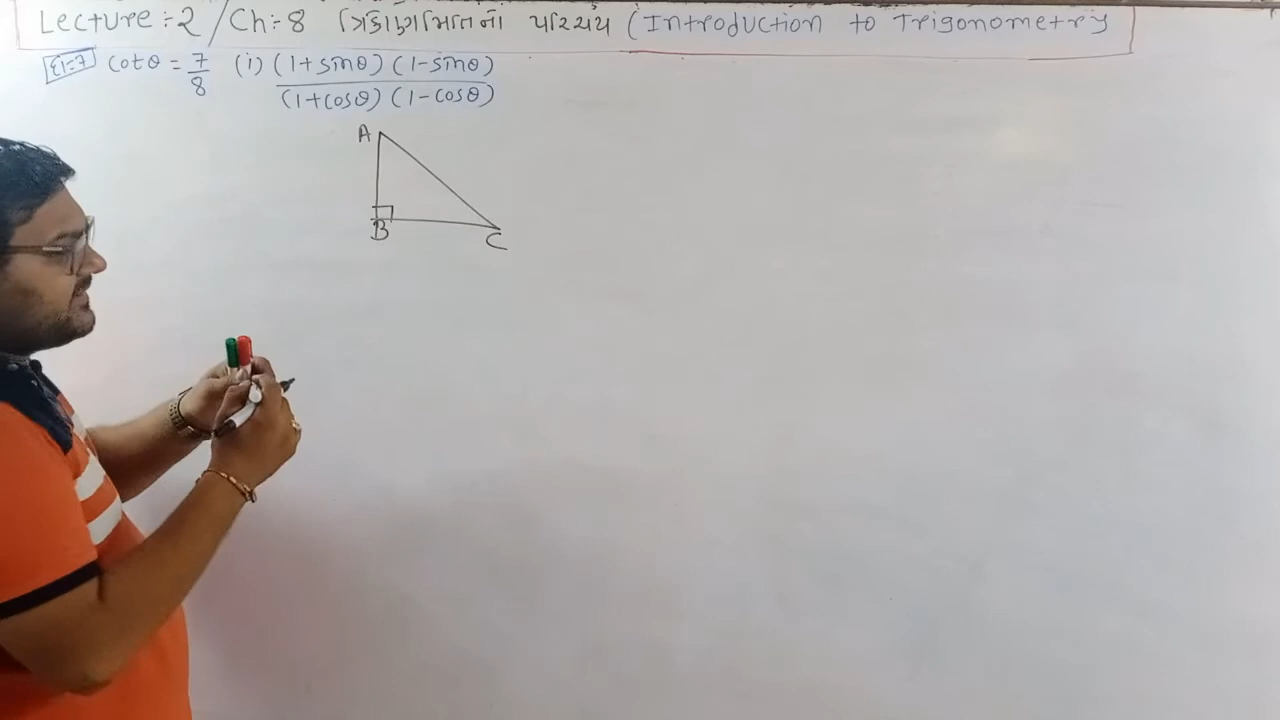 Lecture:-2 / Ch:-8 ત્રિકોણમિતિનો પરિચય (Introduction to Trigonometry
cotθ = 7/8 (i) (1+sinθ) (1-sinθ) / (1+cosθ) (1-cosθ)
A
B
C